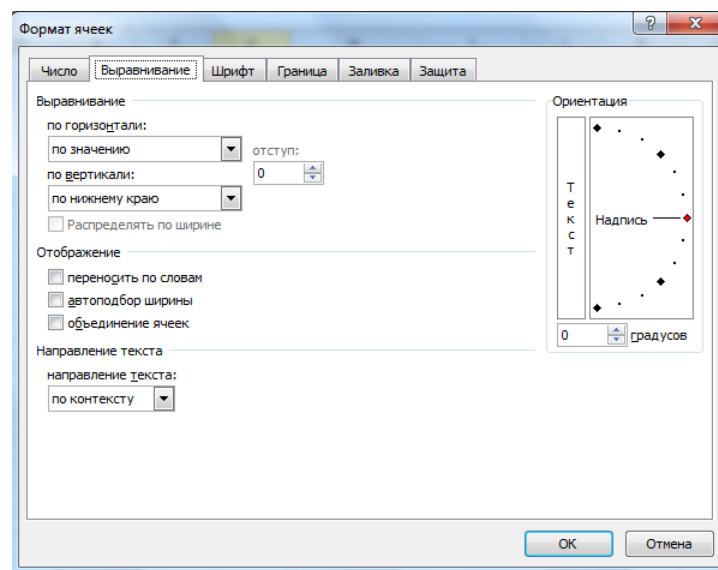 Формат ячеек
Число Выравнивание Шрифт Граница Заливка Защита
Выравнивание
по горизонтали:
по значению
отступ:
0
по вертикали:
по нижнему краю
Распределять по ширине
Отображение
переносить по словам
автоподбор ширины
объединение ячеек
Направление текста
направление текста:
по контексту
Ориентация
Текст
Надпись
0 градусов
ОК Отмена